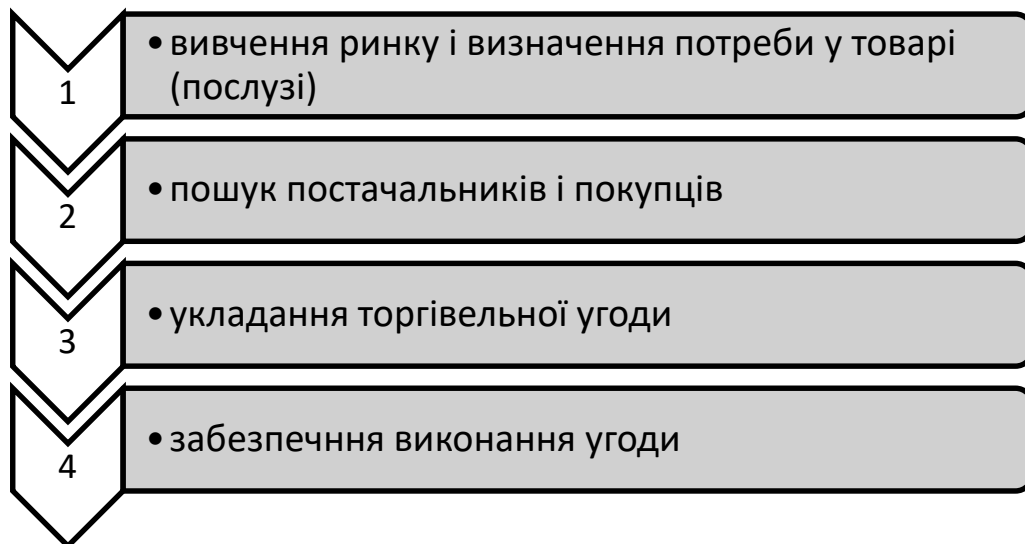 1
• вивчення ринку і визначення потреби у товарі
(послузі)
2
• пошук постачальників і покупців
3
• укладання торгівельної угоди
4
• забезпечння виконання угоди